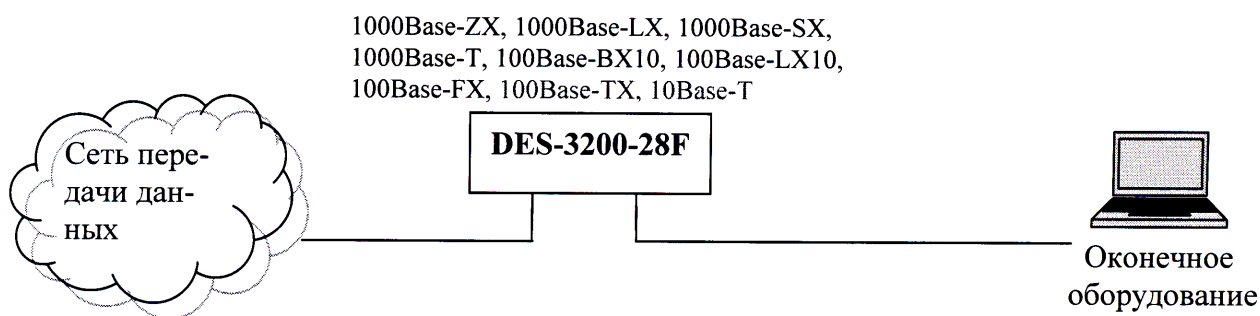 1000Base-ZX, 1000Base-LX, 1000Base-SX,
1000Base-T, 100Base-BX10, 100Base-LX10,
100Base-FX, 100Base-TX, 10Base-T
DES-3200-28F
Сеть пере-
дачи дан-
ных
Оконечное
оборудование